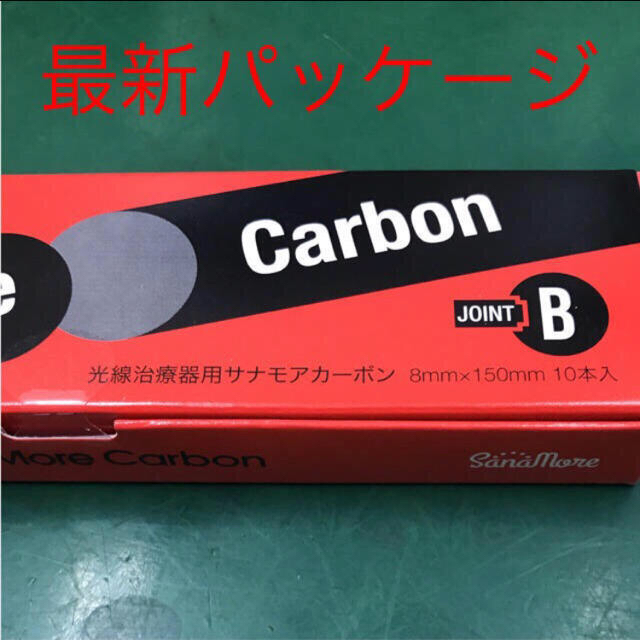 最新パッケージ
e
Carbon
JOINT B
光線治療器用サナモアカーボン 8mm×150mm 10本入
More Carbon
SanaMore